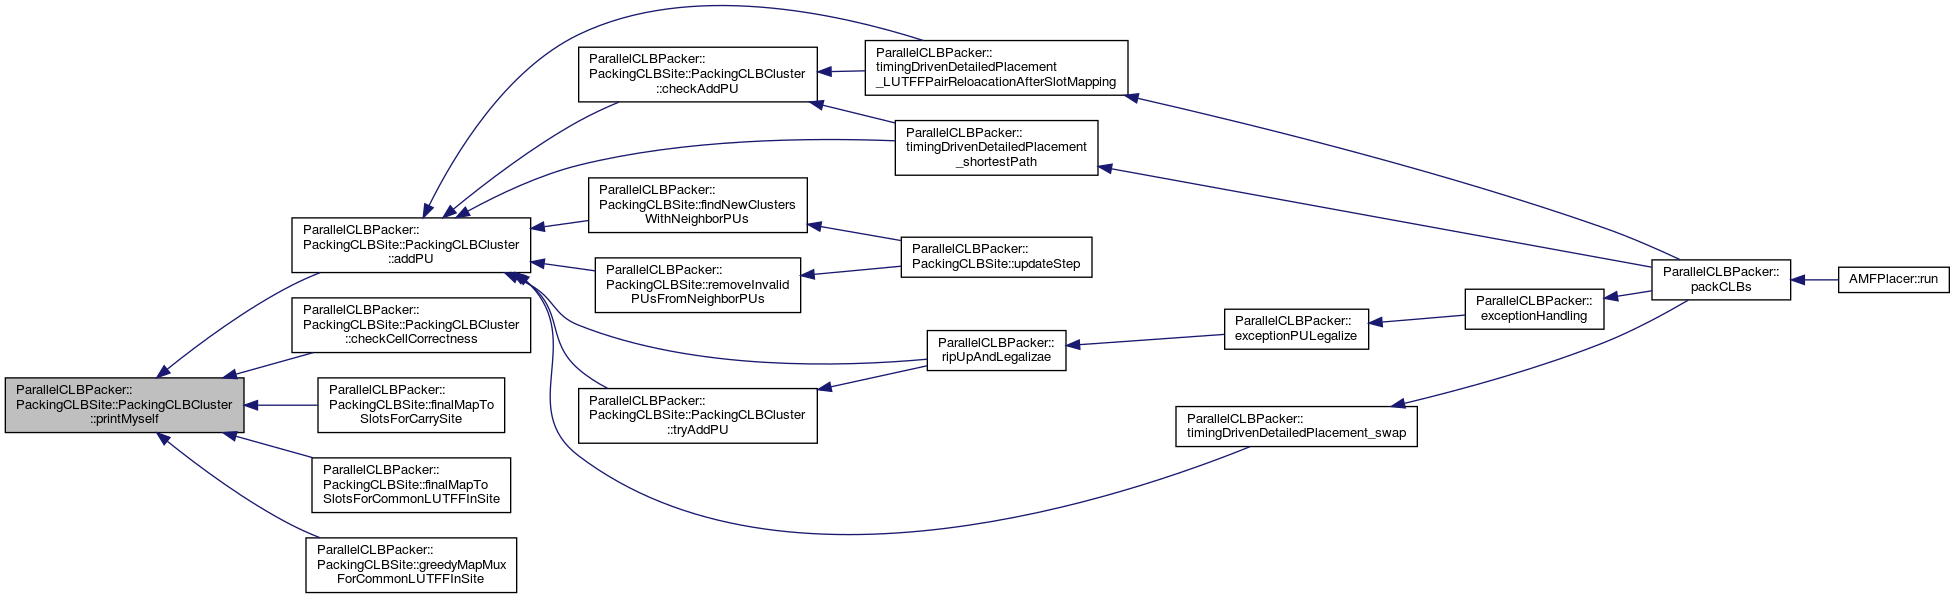 ParallelCLBPacker::
PackingCLBSite::PackingCLBCluster
::printMyself
ParallelCLBPacker::
PackingCLBSite::PackingCLBCluster
::addPU
ParallelCLBPacker::
PackingCLBSite::PackingCLBCluster
::checkCellCorrectness
ParallelCLBPacker::
PackingCLBSite::finalMapTo
SlotsForCarrySite
ParallelCLBPacker::
PackingCLBSite::finalMapTo
SlotsForCommonLUTFFInSite
ParallelCLBPacker::
PackingCLBSite::greedyMapMux
ForCommonLUTFFInSite
ParallelCLBPacker::
PackingCLBSite::PackingCLBCluster
::checkAddPU
ParallelCLBPacker::
PackingCLBSite::findNewClusters
WithNeighborPUs
ParallelCLBPacker::
PackingCLBSite::removeInvalid
PUsFromNeighborPUs
ParallelCLBPacker::
PackingCLBSite::PackingCLBCluster
::tryAddPU
ParallelCLBPacker::
timingDrivenDetailedPlacement
_LUTFFPairReloacationAfterSlotMapping
ParallelCLBPacker::
timingDrivenDetailedPlacement
_shortestPath
ParallelCLBPacker::
PackingCLBSite::updateStep
ParallelCLBPacker::
ripUpAndLegalizae
ParallelCLBPacker::
timingDrivenDetailedPlacement_swap
ParallelCLBPacker::
exceptionPULegalize
ParallelCLBPacker::
exceptionHandling
ParallelCLBPacker::
packCLBs
AMFPlacer::run